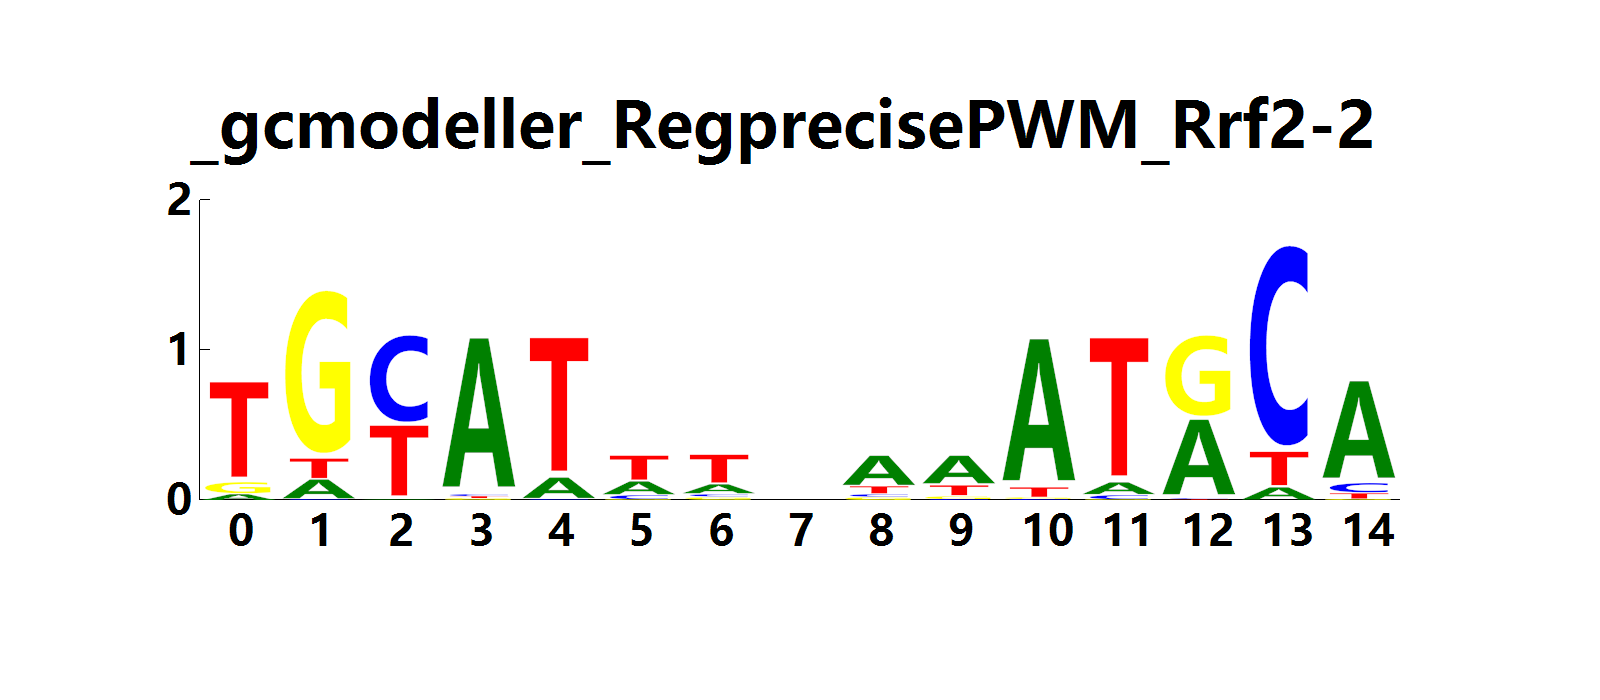 _gcmodeller_RegprecisePWM_Rrf2-2
2
1
0
T G A
G T A
C T
A C T
T A
T A C
T A C G
A T C G
A T G
A T G
T A C
G A C
C T A
A C T
0 1 2 3 4 5 6 7 8 9 10 11 12 13 14